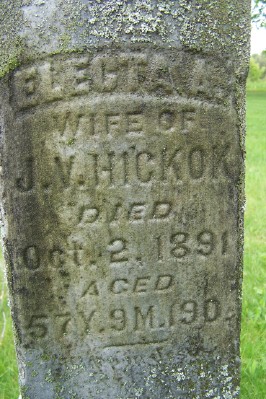 ELECTA A.
WIFE OF
J.V. HICKOK
DIED
Oct. 2, 1891
AGED
57Y. 9M. 19D.